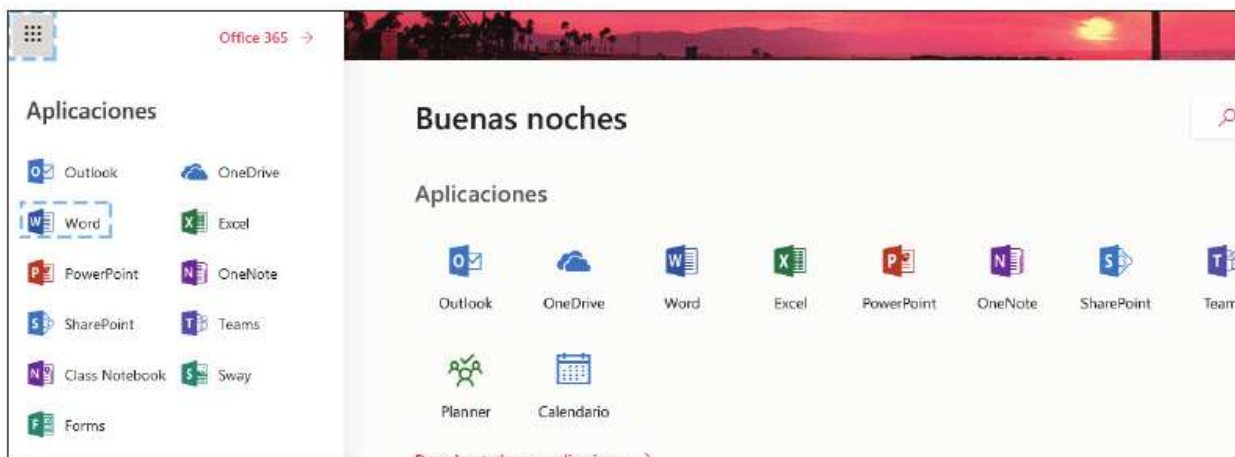 Office 365 →
Aplicaciones
Outlook OneDrive
Word Excel
PowerPoint OneNote
SharePoint Teams
Class Notebook Sway
Forms
Buenas noches
Aplicaciones
Outlook OneDrive Word Excel PowerPoint OneNote SharePoint Team
Planner Calendario